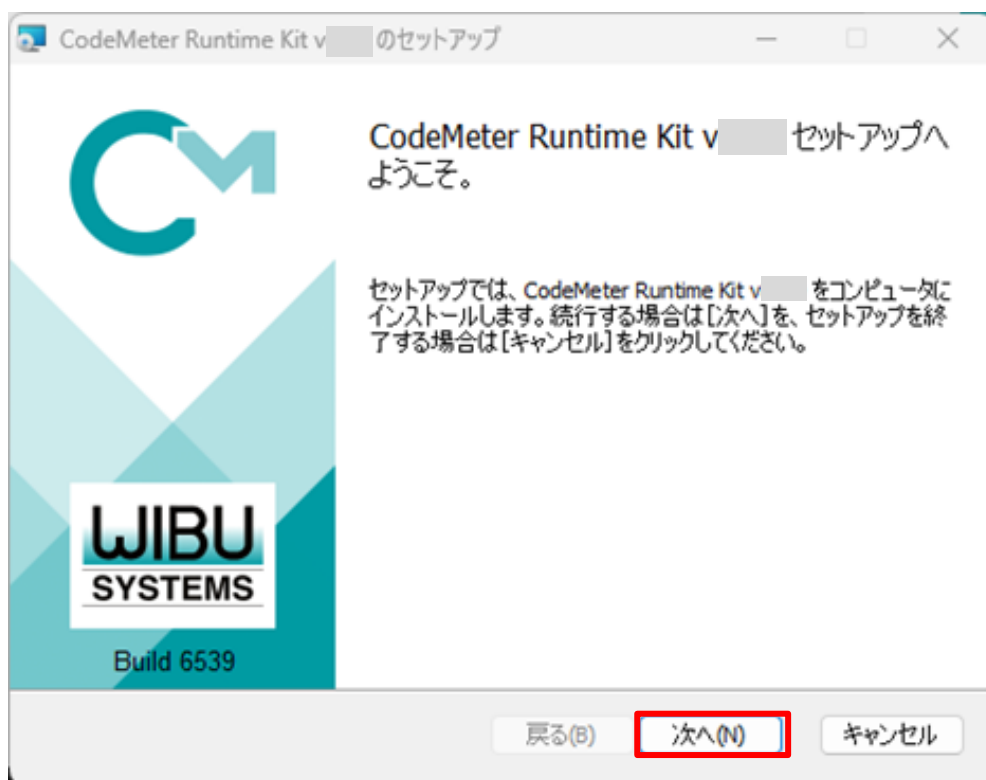 CodeMeter Runtime Kit v のセットアップ
CodeMeter Runtime Kit v セットアップへ
ようこそ。
セットアップでは、CodeMeter Runtime Kit v をコンピュータに
インストールします。続行する場合は[次へ]を、セットアップを終
了する場合は[キャンセル]をクリックしてください。
WIBU
SYSTEMS
Build 6539
戻る(B) 次へ(N) キャンセル